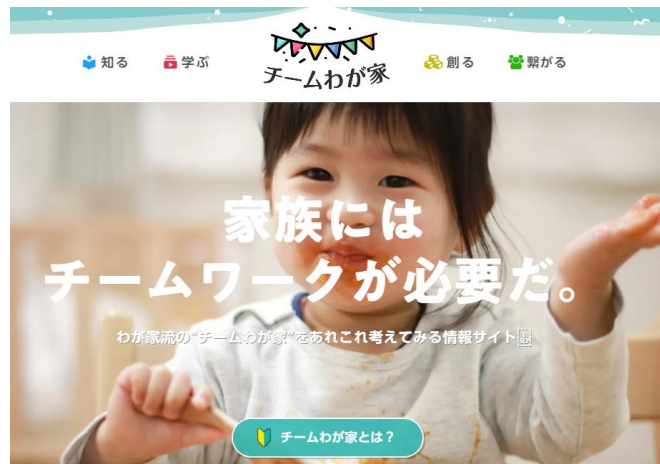 知る
学ぶ
チームわが家
創る
繋がる
家族には
チームワークが必要だ。
わが家流の“チームわが家”をあれこれ考えてみる情報サイト
チームわが家とは？